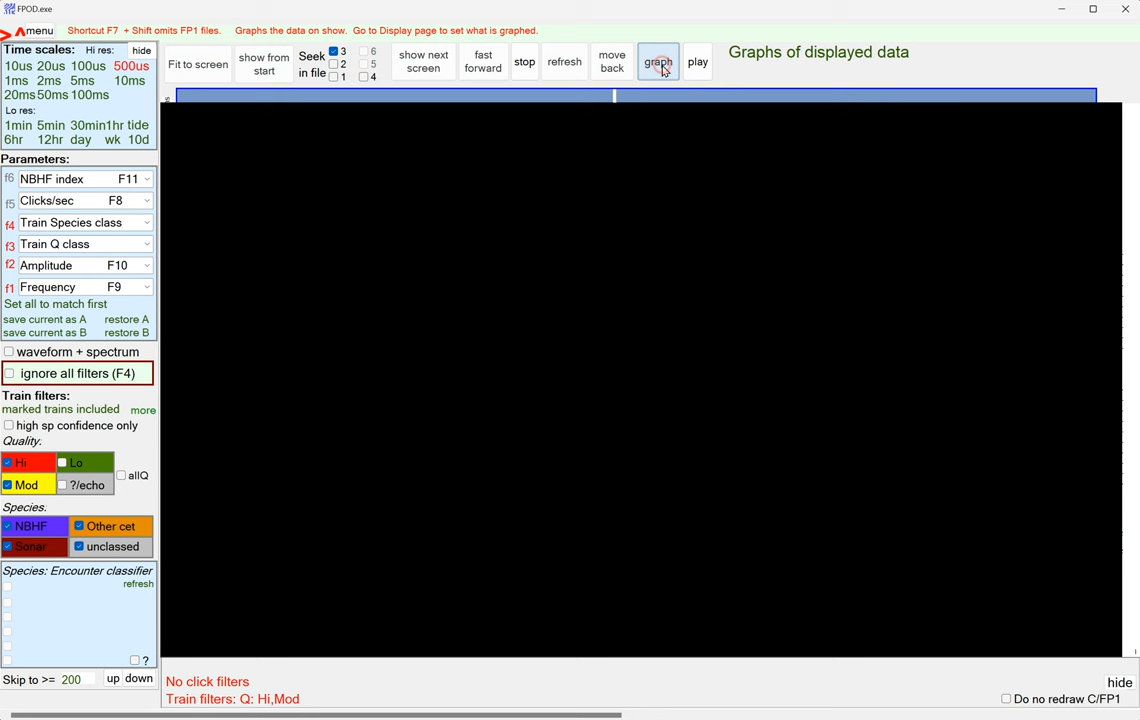 FPOD.exe
menu
Shortcut F7 + Shift omits FP1 files. Graphs the data on show. Go to Display page to set what is graphed.
Time scales: Hi res: hide
10us 20us 100us 500us
1ms 2ms 5ms 10ms
20ms 50ms 100ms
Lo res:
1min 5min 30min 1hr tide
6hr 12hr day wk 10d
Fit to screen
show from start
Seek in file
3
2
1
6
5
4
show next screen
fast forward
stop
refresh
move back
graph
play
Graphs of displayed data
Parameters:
f6 NBHF index F11
f5 Clicks/sec F8
f4 Train Species class
f3 Train Q class
f2 Amplitude F10
f1 Frequency F9
Set all to match first
save current as A restore A
save current as B restore B
waveform + spectrum
ignore all filters (F4)
Train filters:
marked trains included more
high sp confidence only
Quality:
Hi Lo
allQ
Mod ?/echo
Species:
NBHF Other cet
Sonar unclassed
Species: Encounter classifier
refresh
?
Skip to >= 200 up down
No click filters
Train filters: Q: Hi,Mod
hide
Do no redraw C/FP1